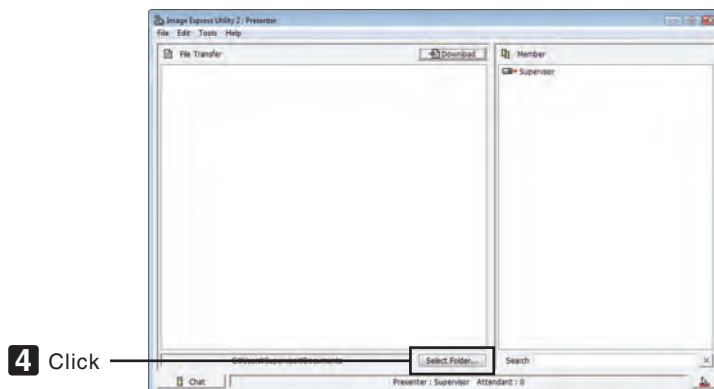 Image Express Utility 2 : Presenter
File Edit Tools Help
File Transfer
Download
Member
Supervisor
4 Click
Select Folder...
Search
Chat
Presenter : Supervisor Attendant : 0